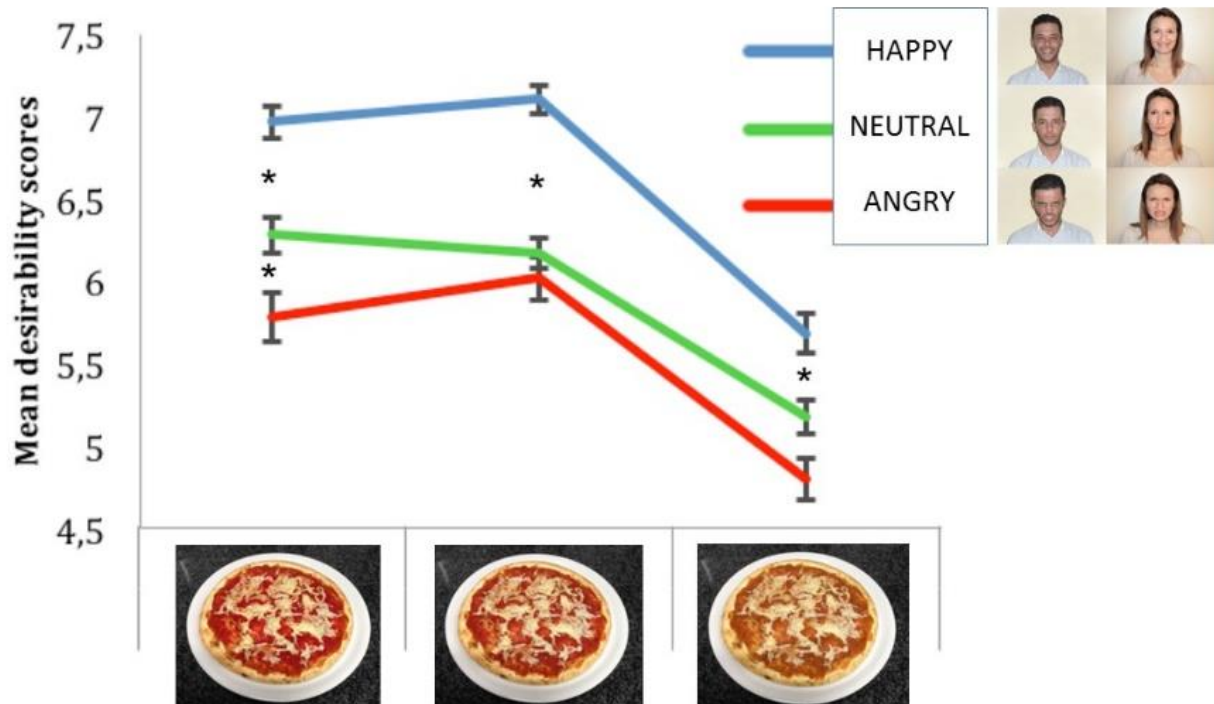 Mean desirability scores
7,5
7
6,5
6
5,5
5
4,5
*
*
*
*
HAPPY
NEUTRAL
ANGRY